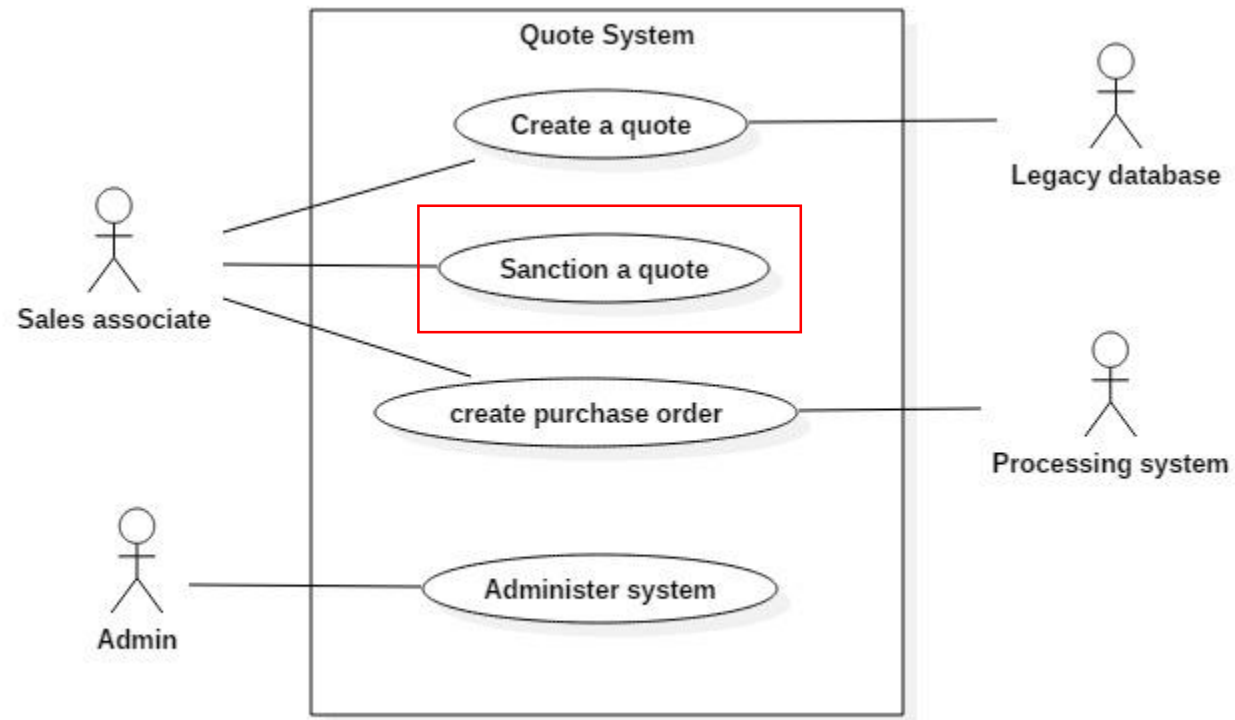 Quote System
Create a quote
Legacy database
Sanction a quote
Sales associate
create purchase order
Processing system
Administer system
Admin